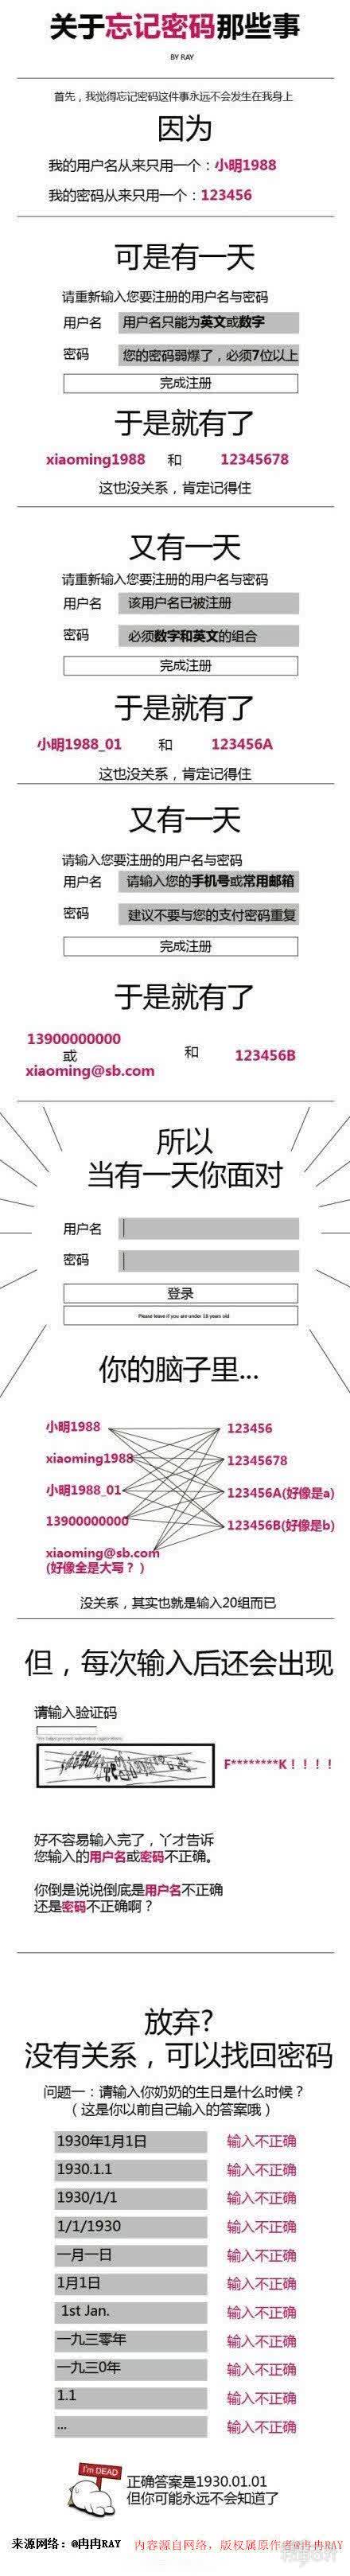 关于忘记密码那些事
BY RAY
首先，我觉得忘记密码这件事永远不会发生在我身上
因为
我的用户名从来只用一个：小明1988
我的密码从来只用一个：123456
可是有一天
请重新输入您要注册的用户名与密码
用户名 用户名只能为英文或数字
密码 您的密码弱爆了，必须7位以上
完成注册
于是就有了
xiaoming1988 和 12345678
这也没关系，肯定记得住
又有一天
请重新输入您要注册的用户名与密码
用户名 该用户名已被注册
密码 必须数字和英文的组合
完成注册
于是就有了
小明1988_01 和 123456A
这也没关系，肯定记得住
又有一天
请输入您要注册的用户名与密码
用户名 请输入您的手机号或常用邮箱
密码 建议不要与您的支付密码重复
完成注册
于是就有了
13900000000
或
xiaoming@sb.com
和 123456B
所以
当有一天你面对
用户名
密码
登录
Please leave if you are under 18 years old
你的脑子里...
小明1988 123456
xiaoming1988 12345678
小明1988_01 123456A(好像是a)
13900000000 123456B(好像是b)
xiaoming@sb.com
(好像全是大写？)
没关系，其实也就是输入20组而已
但，每次输入后还会出现
请输入验证码
F********K！！！！
好不容易输入完了，丫才告诉
您输入的用户名或密码不正确。
你倒是说说倒底是用户名不正确
还是密码不正确啊？
放弃?
没有关系，可以找回密码
问题一：请输入你奶奶的生日是什么时候？
（这是你以前自己输入的答案哦）
1930年1月1日 输入不正确
1930.1.1 输入不正确
1930/1/1 输入不正确
1/1/1930 输入不正确
一月一日 输入不正确
1月1日 输入不正确
1st Jan. 输入不正确
一九三零年 输入不正确
一九三0年 输入不正确
1.1 输入不正确
... 输入不正确
I'm DEAD
正确答案是1930.01.01
但你可能永远不会知道了
来源网络：@冉冉RAY 内容源自网络，版权属原作者@冉冉RAY